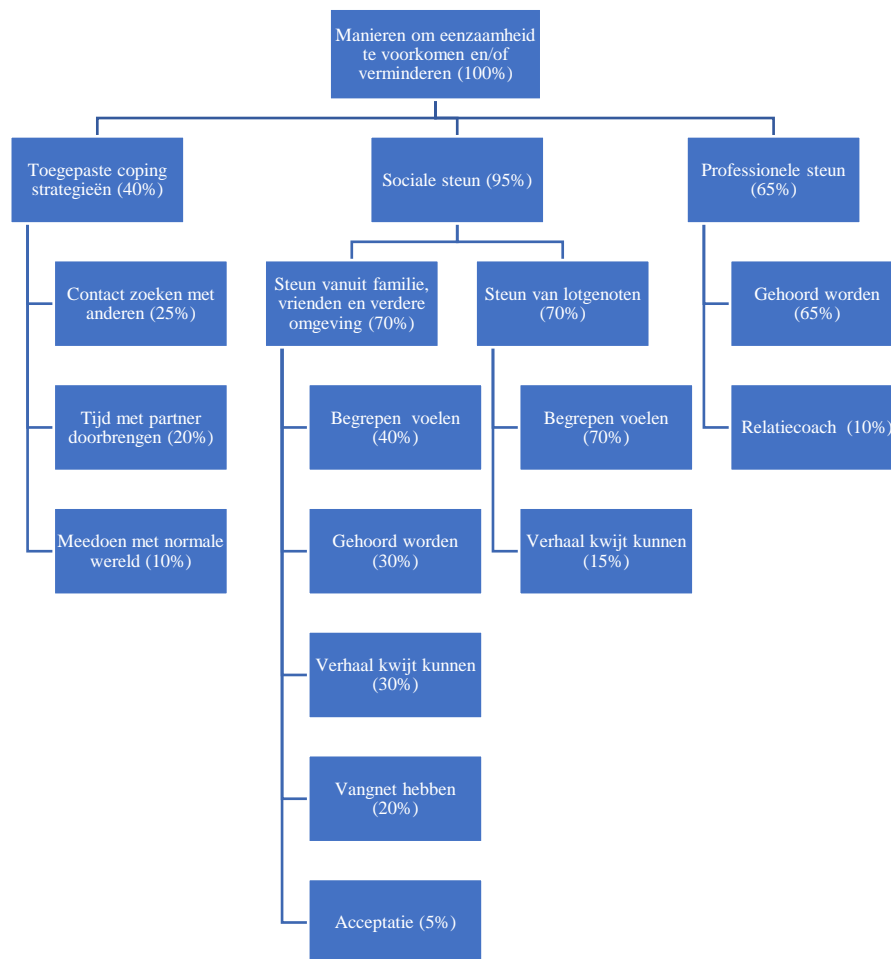 Manieren om eenzaamheid
te voorkomen en/of
verminderen (100%)
Toegepaste coping
strategieën (40%)
Sociale steun (95%)
Professionele steun
(65%)
Contact zoeken met
anderen (25%)
Tijd met partner
doorbrengen (20%)
Meedoen met normale
wereld (10%)
Steun vanuit familie,
vrienden en verdere
omgeving (70%)
Begrepen voelen
(40%)
Gehoord worden
(30%)
Verhaal kwijt kunnen
(30%)
Vangnet hebben
(20%)
Acceptatie (5%)
Steun van lotgenoten
(70%)
Begrepen voelen
(70%)
Verhaal kwijt kunnen
(15%)
Gehoord worden
(65%)
Relatiecoach (10%)